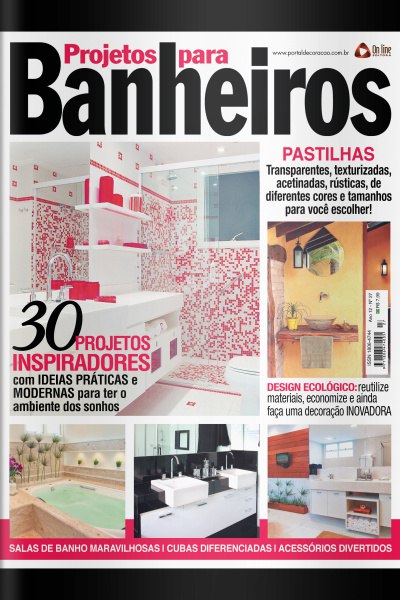 Projetos para
www.portaldecoracao.com.br
On line
EDITORA
Banheiros
PASTILHAS
Transparentes, texturizadas,
acetinadas, rústicas, de
diferentes cores e tamanhos
para você escolher!
30 PROJETOS
INSPIRADORES
com IDEIAS PRÁTICAS e
MODERNAS para ter o
ambiente dos sonhos
DESIGN ECOLÓGICO: reutilize
materiais, economize e ainda
faça uma decoração INOVADORA
SALAS DE BANHO MARAVILHOSAS | CUBAS DIFERENCIADAS | ACESSÓRIOS DIVERTIDOS